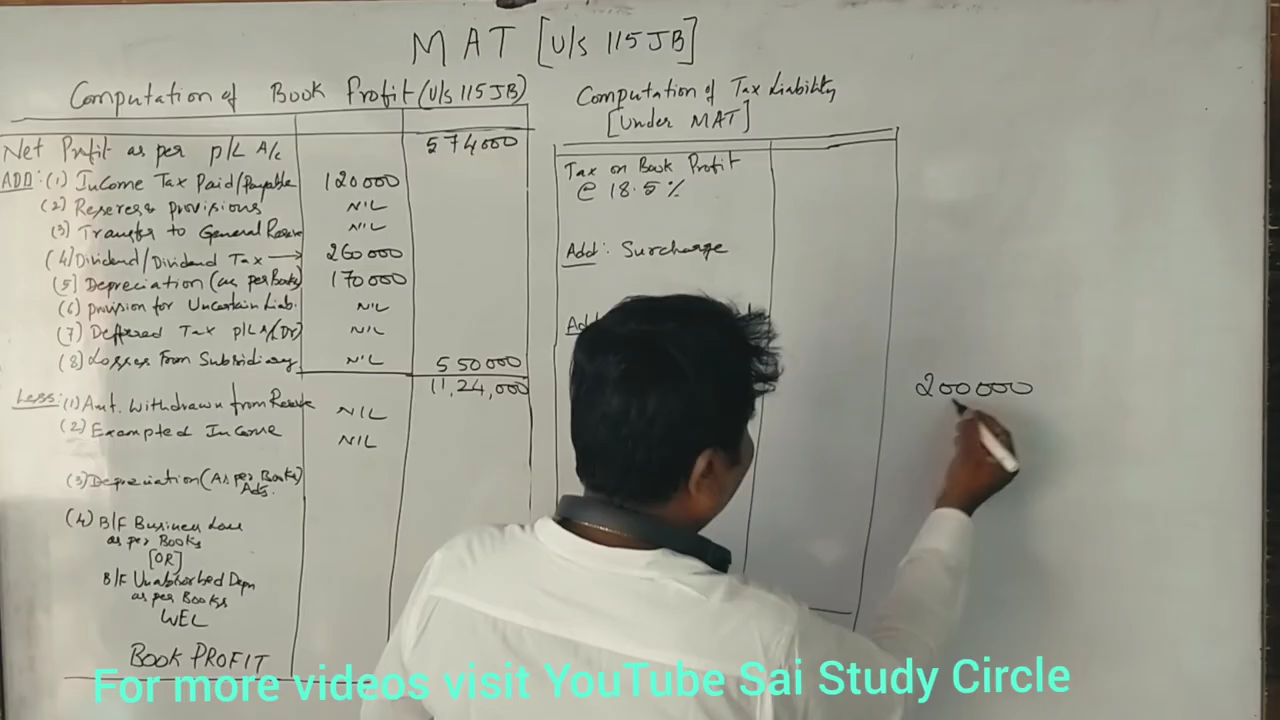 MAT [U/s 115JB]
Computation of Book Profit (U/s 115JB)
Net Profit as per P/L A/c 574000
ADD: (1) Income Tax Paid/Payable 120000
(2) Reseres & provisions NIL
(3) Transfer to General Reserve NIL
(4) Dividend/Dividend Tax → 260000
(5) Depreciation (as per Books) 170000
(6) provision for Uncertain Liab. NIL
(7) Deffered Tax p/L A/c (Dr) NIL
(8) Losses From Subsidiary NIL 550000
11,24,000
Less: (1) Amt. Withdrawn from Reserve NIL
(2) Exampted Income NIL
(3) Depreciation (As per Books)
Adj.
(4) B/F Business Loss
as per Books
[OR]
B/F Unabsorbed Depn
as per Books
WEL
BOOK PROFIT
Computation of Tax Liability
[Under MAT]
Tax on Book Profit
@ 18.5%
Add: Surcharge
Add
200000
For more videos visit YouTube Sai Study Circle